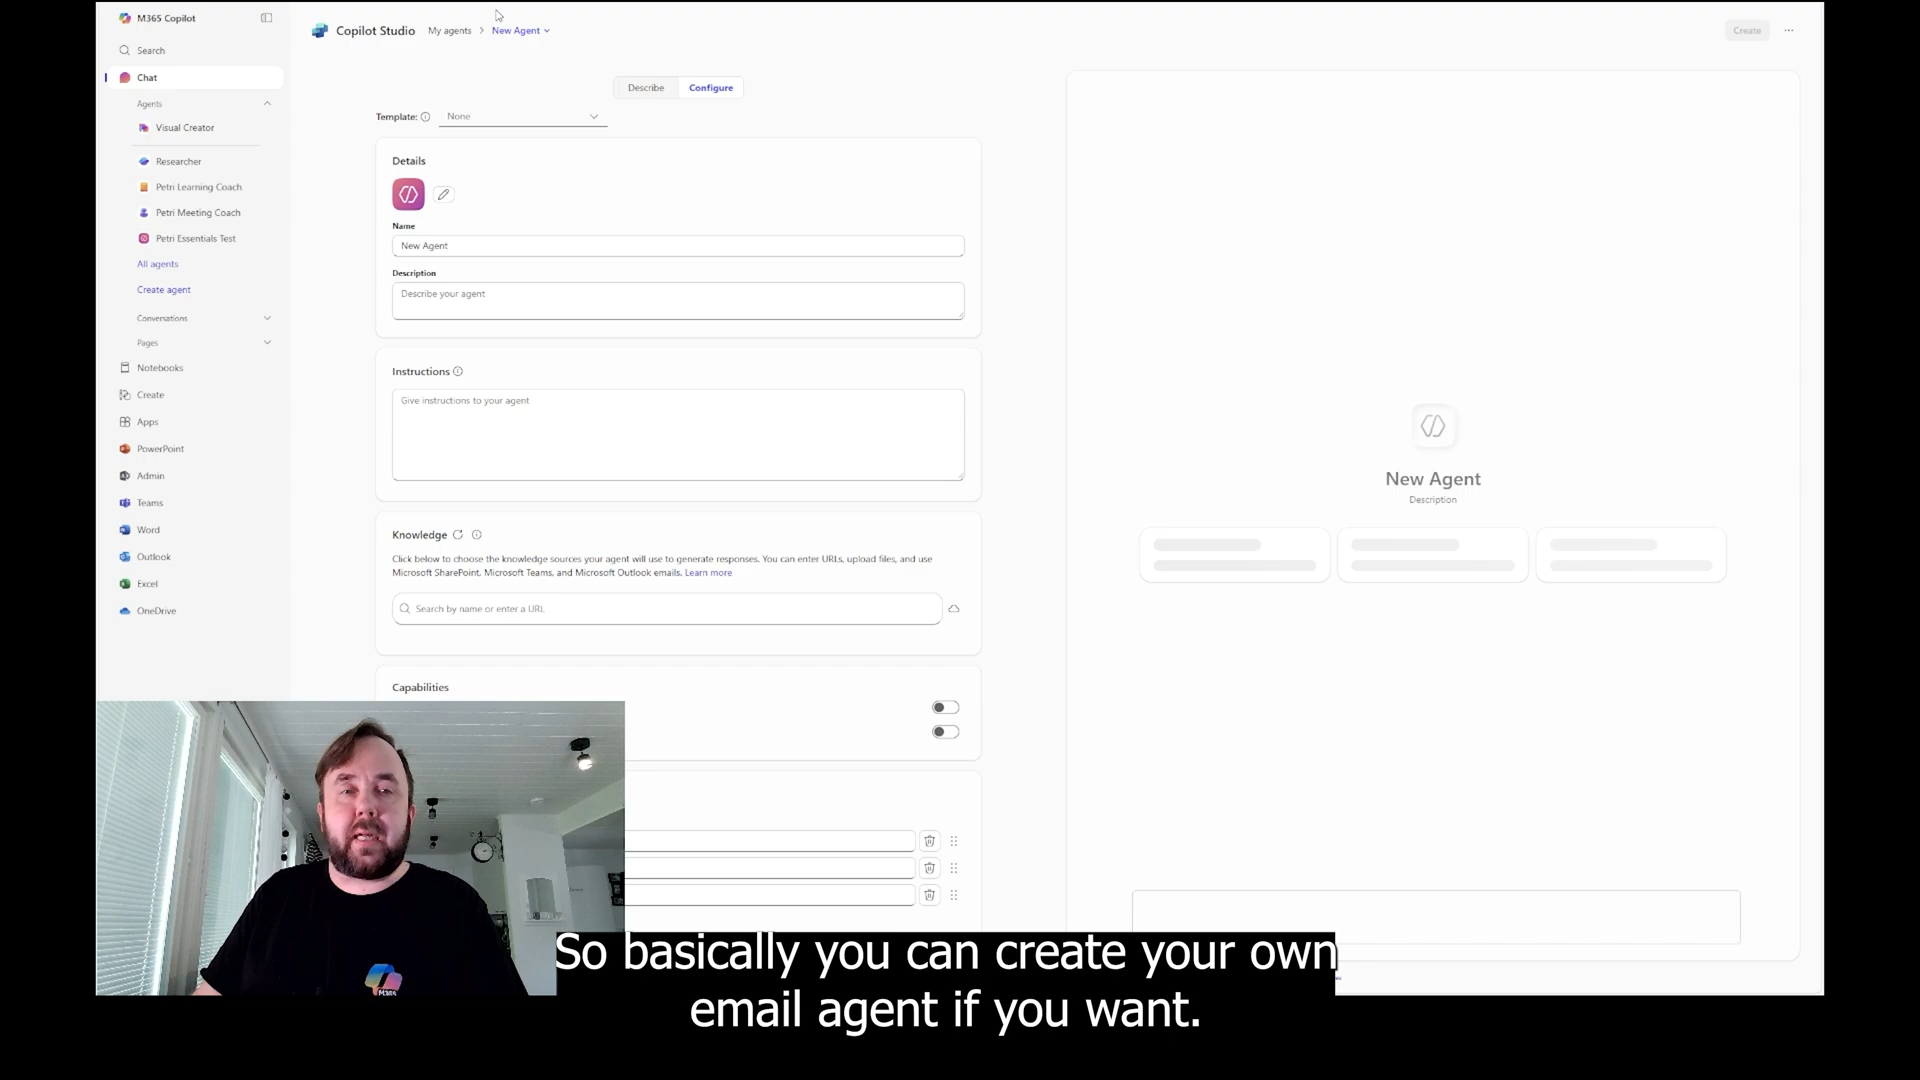 M365 Copilot
Search
Chat
Agents
Visual Creator
Researcher
Petri Learning Coach
Petri Meeting Coach
Petri Essentials Test
All agents
Create agent
Conversations
Pages
Notebooks
Create
Apps
PowerPoint
Admin
Teams
Word
Outlook
Excel
OneDrive
Copilot Studio My agents > New Agent
Create ...
Describe Configure
Template: None
Details
Name
New Agent
Description
Describe your agent
Instructions
Give instructions to your agent
Knowledge
Click below to choose the knowledge sources your agent will use to generate responses. You can enter URLs, upload files, and use
Microsoft SharePoint, Microsoft Teams, and Microsoft Outlook emails. Learn more
Search by name or enter a URL
Capabilities
New Agent
Description
M365
So basically you can create your own
email agent if you want.